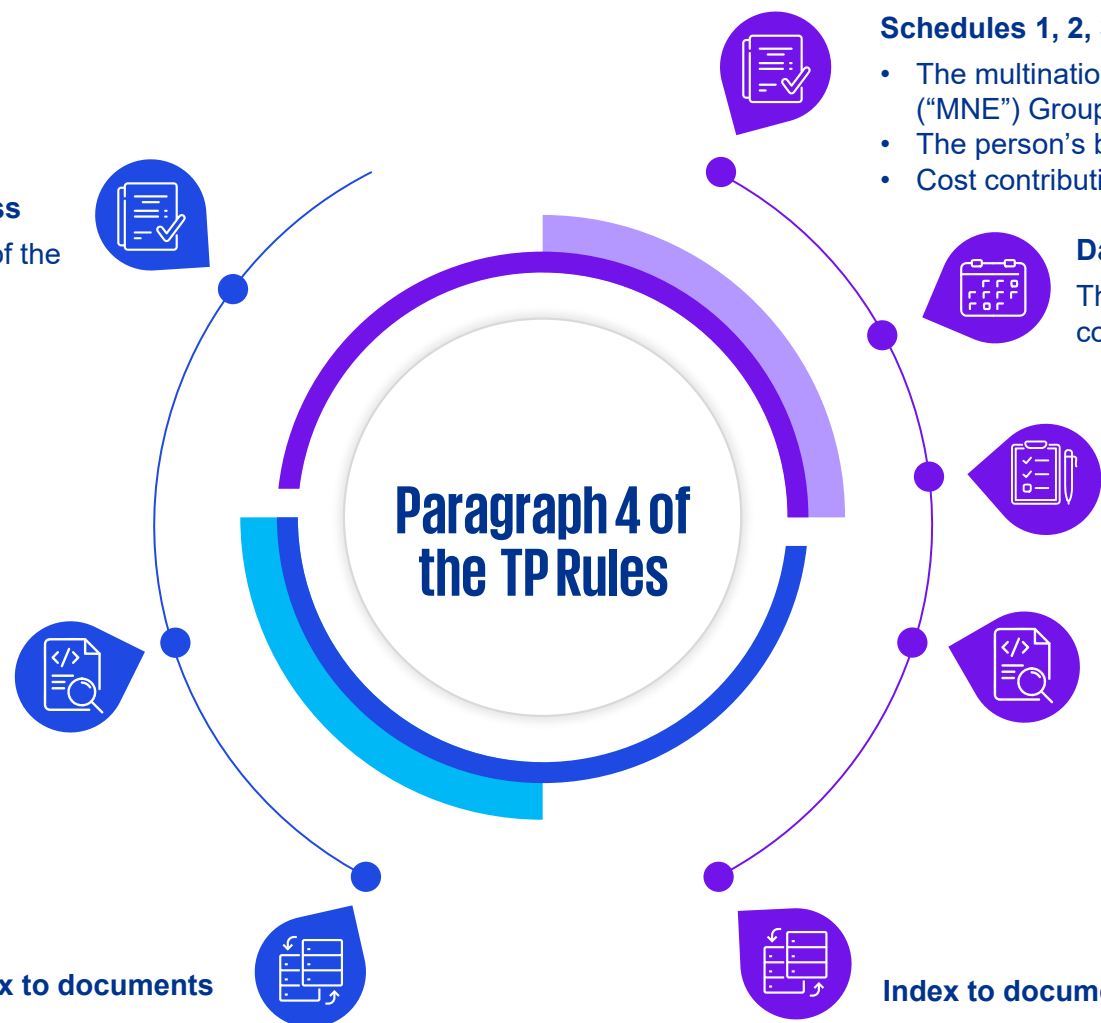 Schedules 1, 2,
• The multinatio
("MNE") Group
• The person's b
• Cost contributi
ss
of the
Da
Th
co
Paragraph 4 of
the TP Rules
x to documents
Index to docume